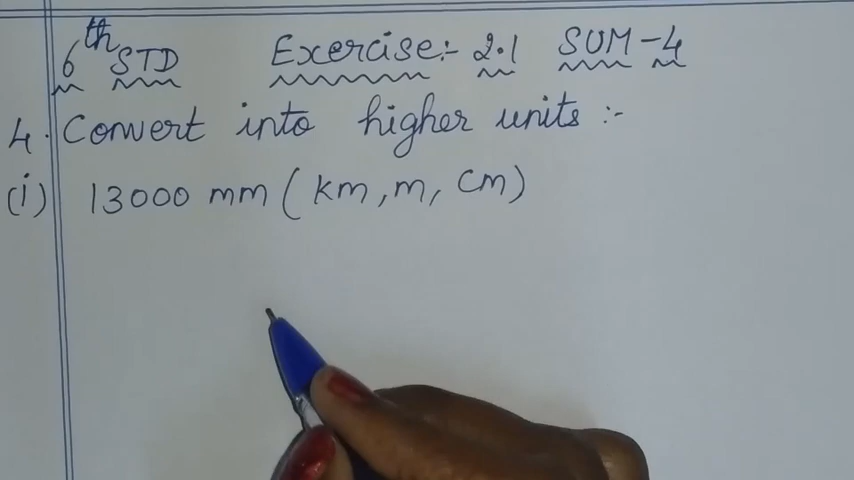 6th STD Exercise:- 2.1 SUM-4
4. Convert into higher units :-
(i) 13000 mm (km, m, cm)